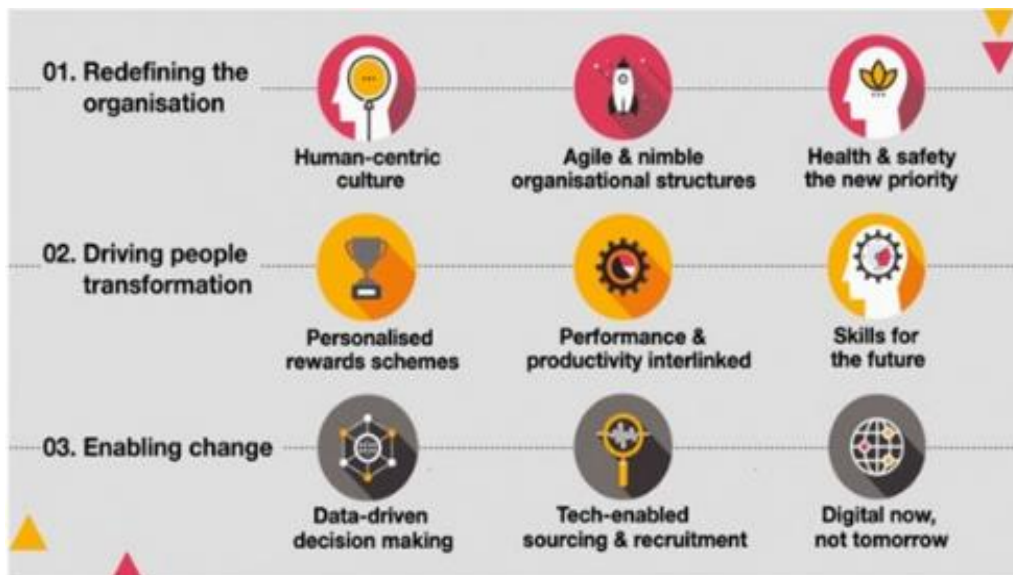 01. Redefining the
organisation
Human-centric
culture
Agile & nimble
organisational structures
Health & safety
the new priority
02. Driving people
transformation
Personalised
rewards schemes
Performance &
productivity interlinked
Skills for
the future
03. Enabling change
Data-driven
decision making
Tech-enabled
sourcing & recruitment
Digital now,
not tomorrow